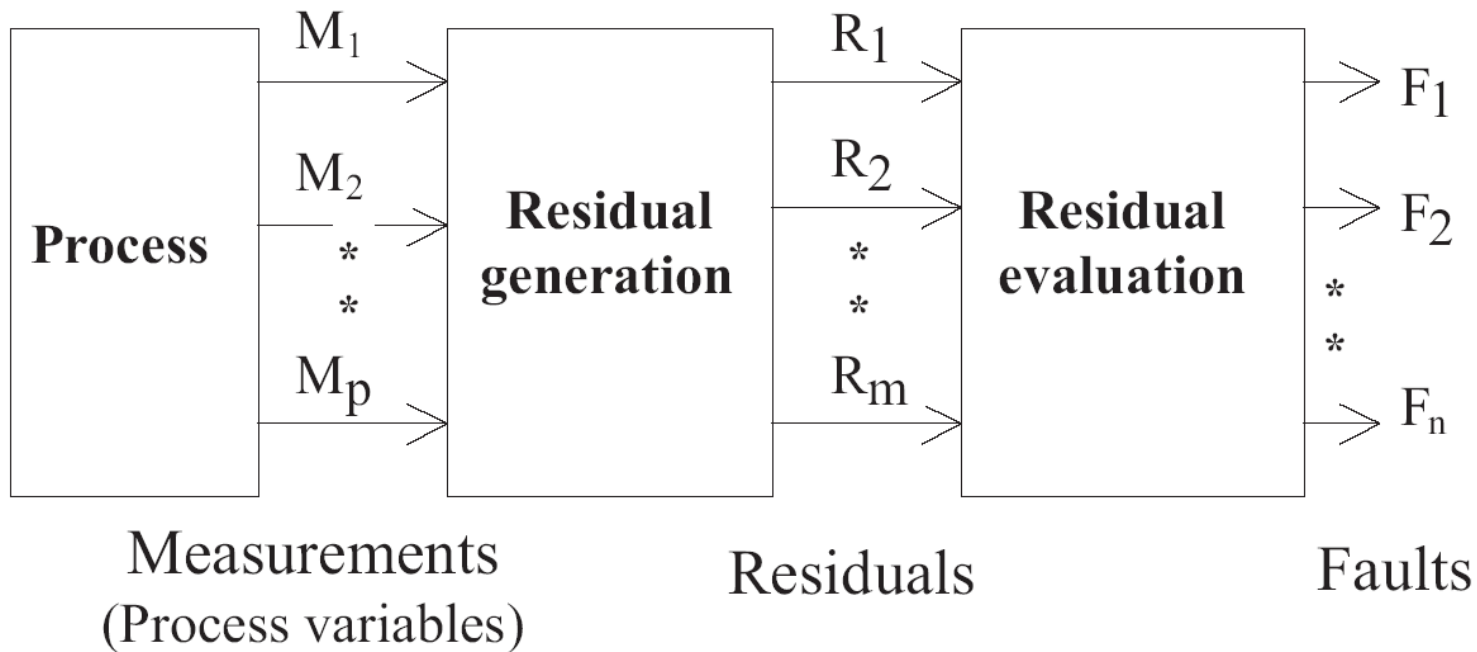 M₁
R₁
F₁
M₂
R₂
F₂
Process
Residual
generation
Residual
evaluation
*
*
*
*
*
*
Mₚ
Rₘ
Fₙ
Measurements
(Process variables)
Residuals
Faults